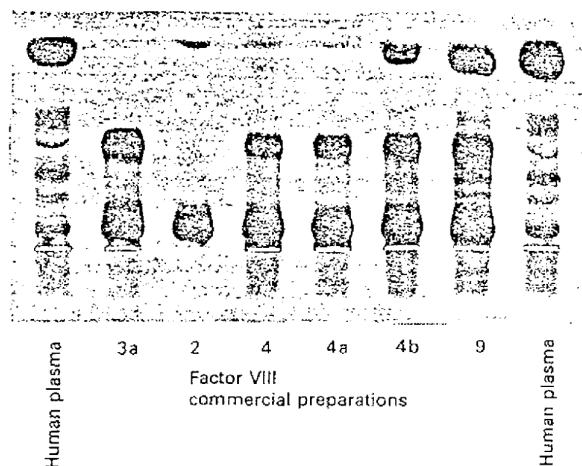 Human plasma
3a
2
4
4a
4b
9
Human plasma
Factor VIII
commercial preparations